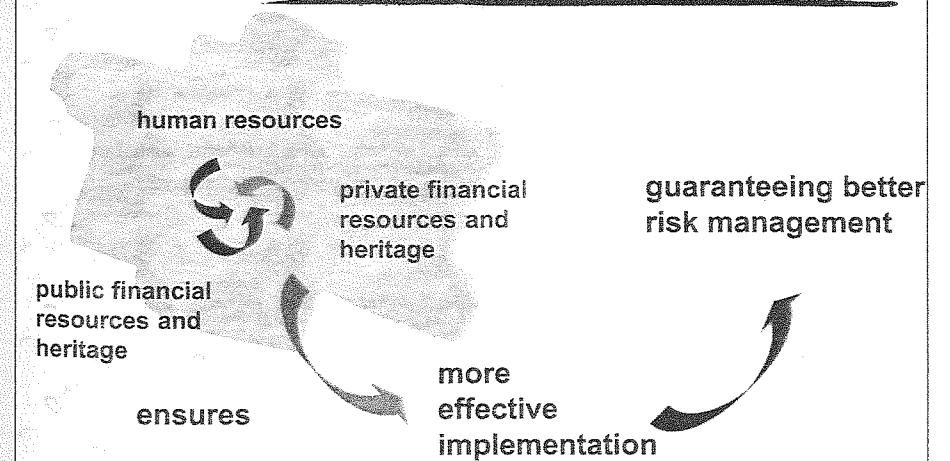 human resources
private financial
resources and
heritage
public financial
resources and
heritage
ensures
more
effective
implementation
guaranteeing better
risk management